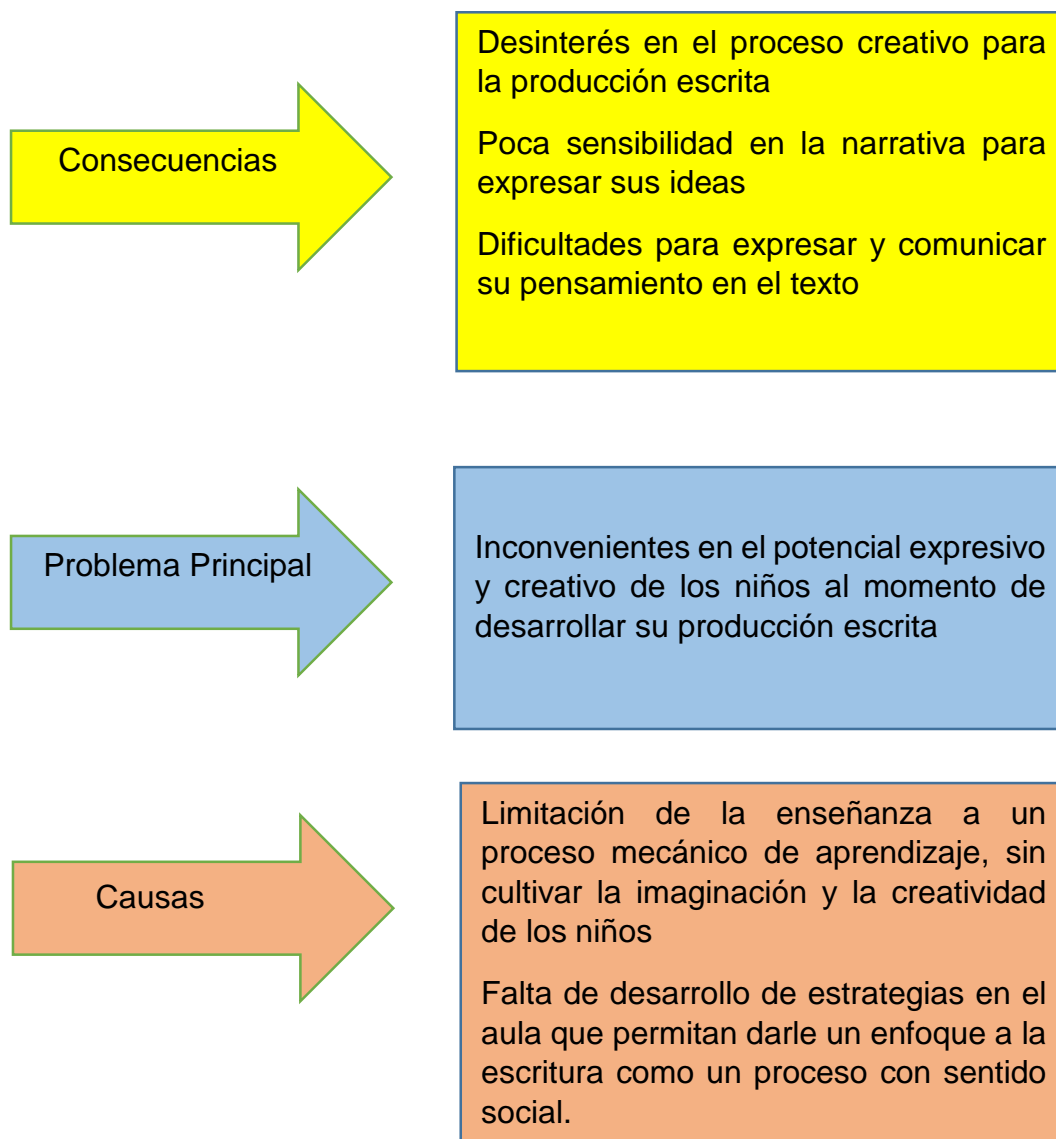 Consecuencias
Desinterés en el proceso creativo para
la producción escrita
Poca sensibilidad en la narrativa para
expresar sus ideas
Dificultades para expresar y comunicar
su pensamiento en el texto
Problema Principal
Inconvenientes en el potencial expresivo
y creativo de los niños al momento de
desarrollar su producción escrita
Causas
Limitación de la enseñanza a un
proceso mecánico de aprendizaje, sin
cultivar la imaginación y la creatividad
de los niños
Falta de desarrollo de estrategias en el
aula que permitan darle un enfoque a la
escritura como un proceso con sentido
social.